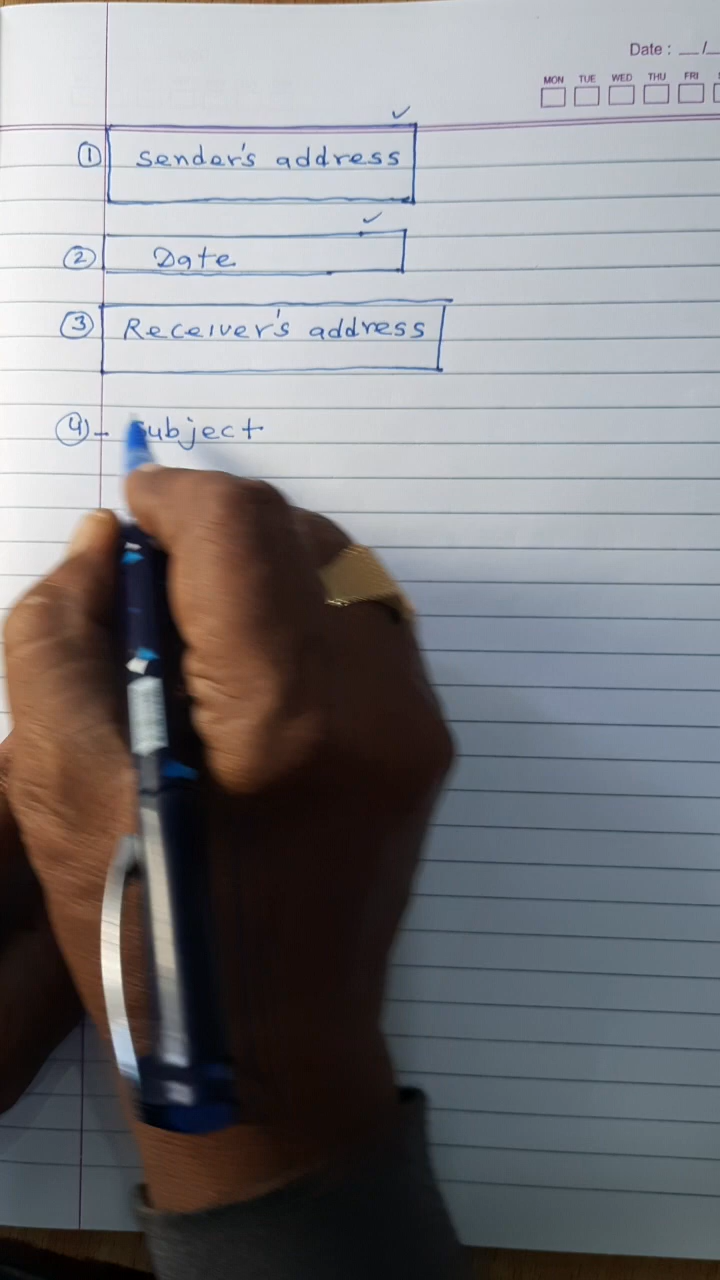 Date : __/__
MON TUE WED THU FRI
① Sender's address
② Date
③ Receiver's address
④- Subject